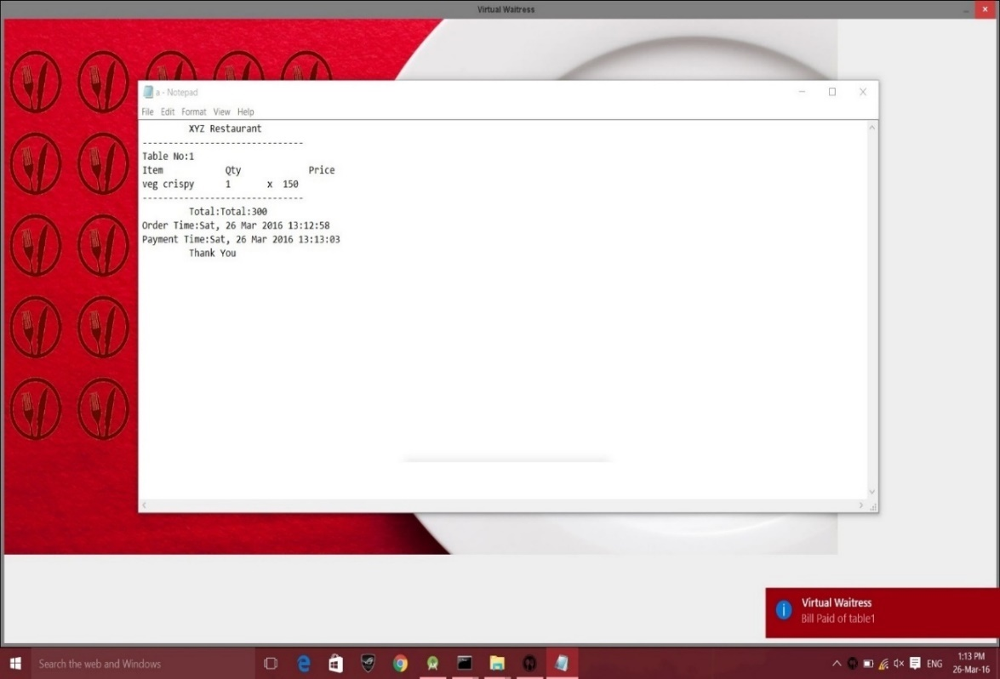 Virtual Waitress
a - Notepad
File Edit Format View Help
XYZ Restaurant
-------------------------------
Table No:1
Item Qty Price
veg crispy 1 x 150
-------------------------------
Total:Total:300
Order Time:Sat, 26 Mar 2016 13:12:58
Payment Time:Sat, 26 Mar 2016 13:13:03
Thank You
Virtual Waitress
Bill Paid of table1
Search the web and Windows
ENG
1:13 PM
26-Mar-16